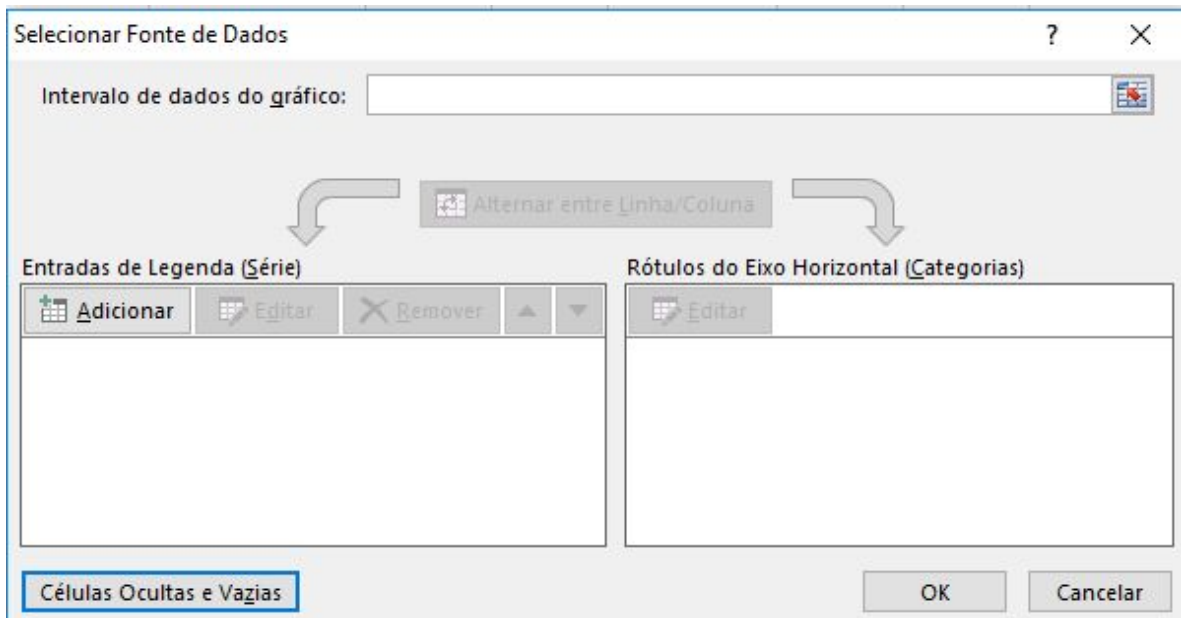 Selecionar Fonte de Dados ?
Intervalo de dados do gráfico:
Alternar entre Linha/Coluna
Entradas de Legenda (Série)
Adicionar Editar Remover
Rótulos do Eixo Horizontal (Categorias)
Editar
Células Ocultas e Vazias OK Cancelar